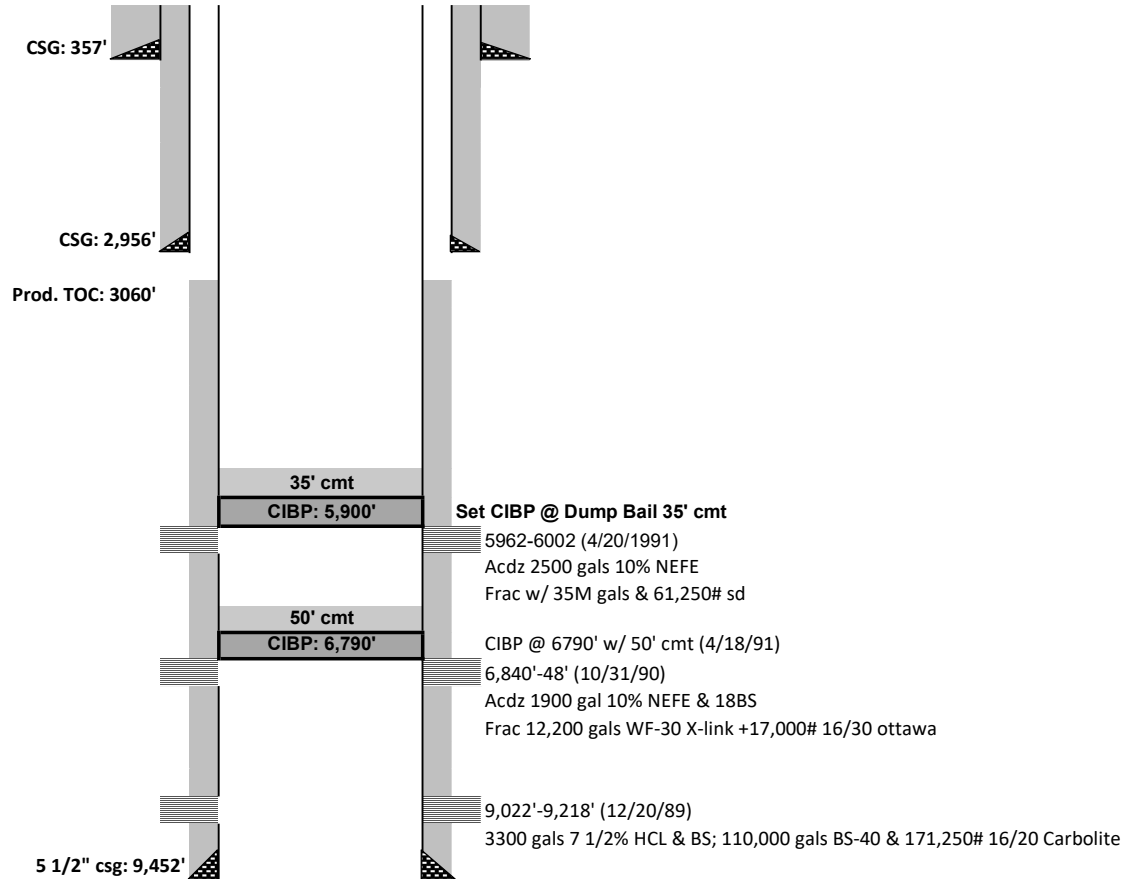 CSG: 357'
CSG: 2,956'
Prod. TOC: 3060'
35' cmt
CIBP: 5,900'
Set CIBP @ Dump Bail 35' cmt
5962-6002 (4/20/1991)
Acdz 2500 gals 10% NEFE
Frac w/ 35M gals & 61,250# sd
50' cmt
CIBP: 6,790'
CIBP @ 6790' w/ 50' cmt (4/18/91)
6,840'-48' (10/31/90)
Acdz 1900 gal 10% NEFE & 18BS
Frac 12,200 gals WF-30 X-link +17,000# 16/30 ottawa
9,022'-9,218' (12/20/89)
3300 gals 7 1/2% HCL & BS; 110,000 gals BS-40 & 171,250# 16/20 Carbolite
5 1/2" csg: 9,452'